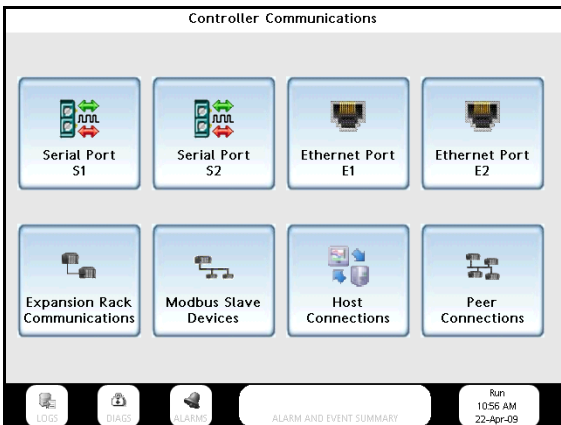 Controller Communications
Serial Port
S1
Serial Port
S2
Ethernet Port
E1
Ethernet Port
E2
Expansion Rack
Communications
Modbus Slave
Devices
Host
Connections
Peer
Connections
LOGS
DIAGS
ALARMS
ALARM AND EVENT SUMMARY
Run
10:56 AM
22-Apr-09